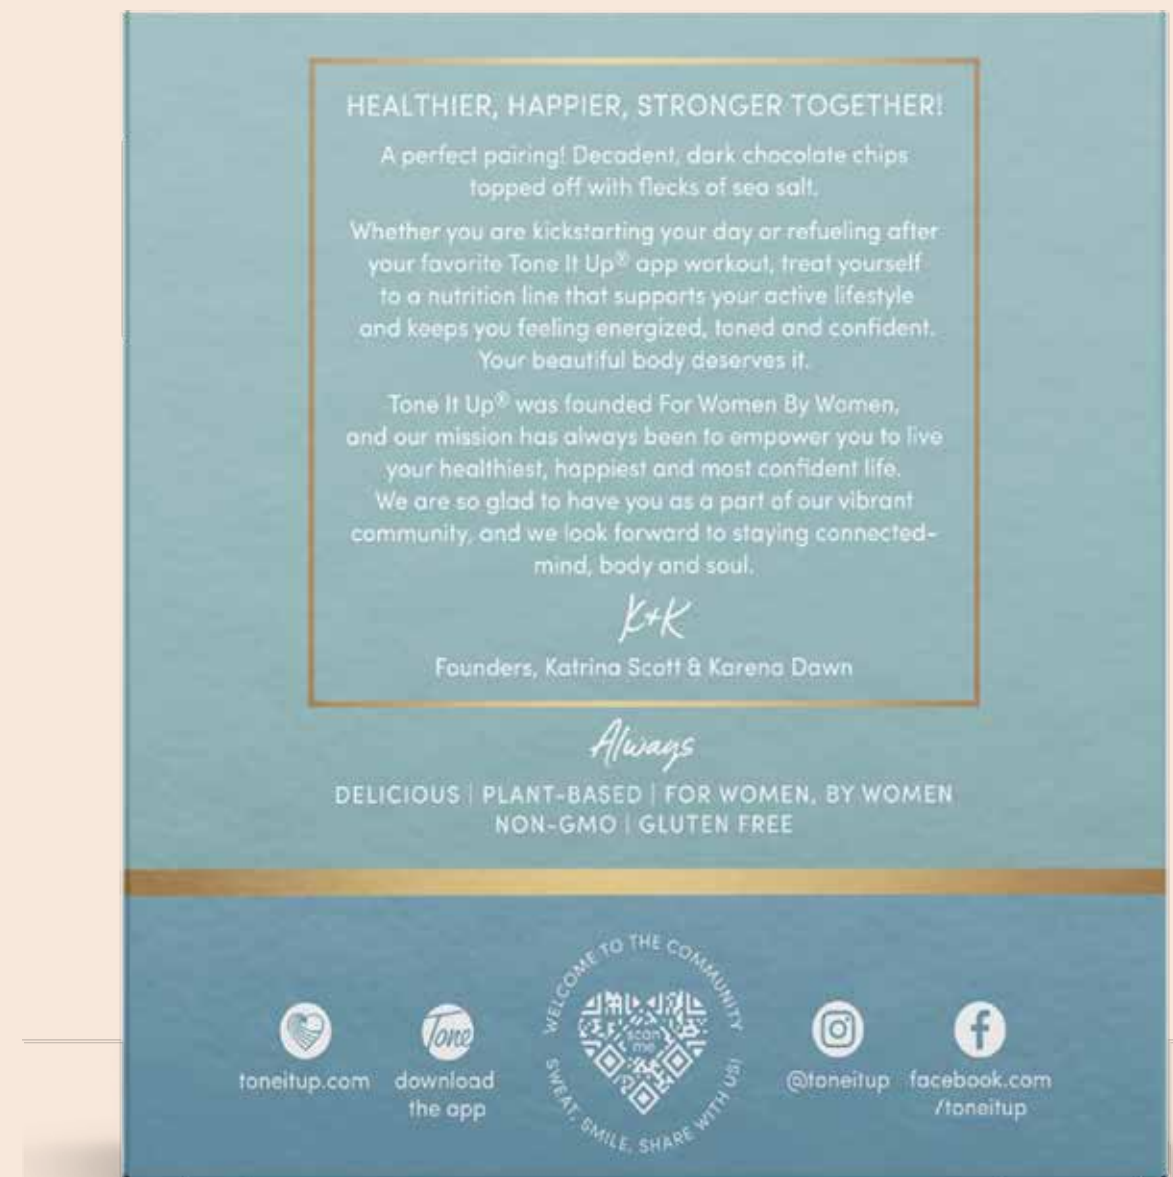 HEALTHIER, HAPPIER, STRONGER TOGETHER!
A perfect pairing! Decadent, dark chocolate chips
topped off with flecks of sea salt.
Whether you are kickstarting your day or refueling after
your favorite Tone It Up® app workout, treat yourself
to a nutrition line that supports your active lifestyle
and keeps you feeling energized, toned and confident.
Your beautiful body deserves it.
Tone It Up® was founded For Women By Women,
and our mission has always been to empower you to live
your healthiest, happiest and most confident life.
We are so glad to have you as a part of our vibrant
community, and we look forward to staying connected-
mind, body and soul.
K+K
Founders, Katrina Scott & Karena Dawn
Always
DELICIOUS | PLANT-BASED | FOR WOMEN, BY WOMEN
NON-GMO | GLUTEN FREE
WELCOME TO THE COMMUNITY
scan
me
SWEAT, SMILE, SHARE WITH US!
Tone
toneitup.com
download
the app
@toneitup
facebook.com
/toneitup